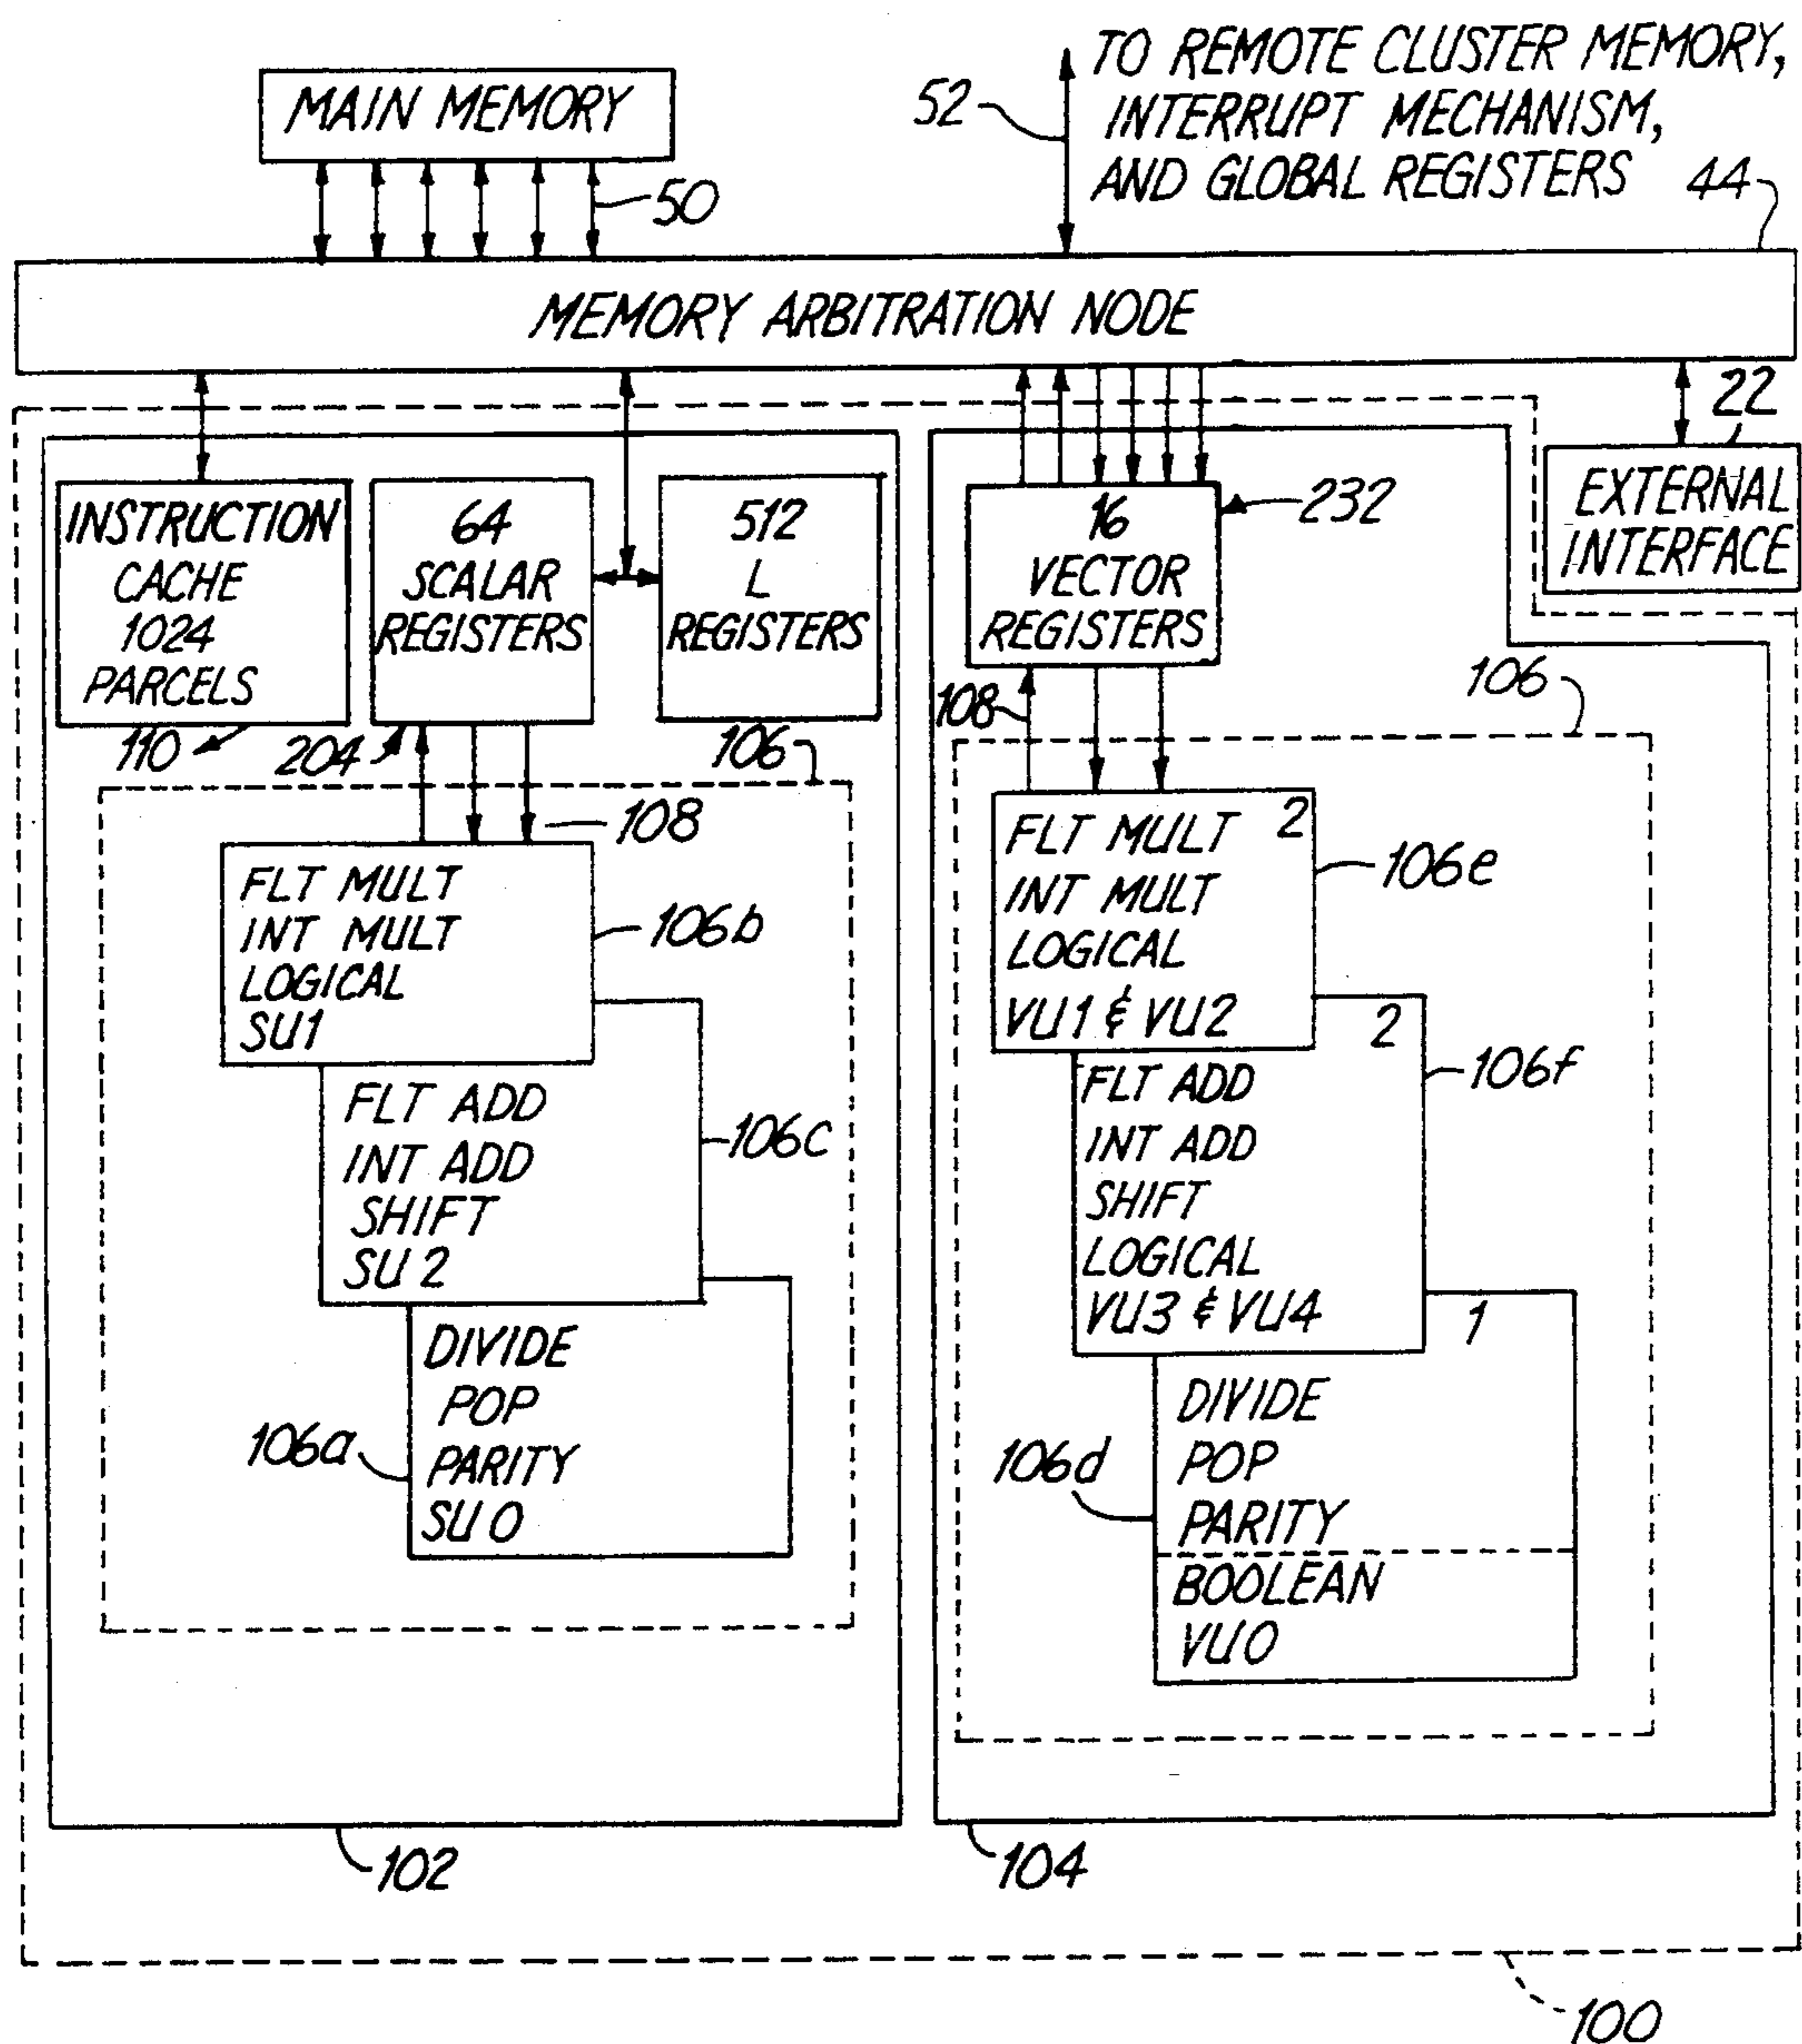 MAIN MEMORY
50
52
TO REMOTE CLUSTER MEMORY,
INTERRUPT MECHANISM,
AND GLOBAL REGISTERS
44
MEMORY ARBITRATION NODE
22
EXTERNAL
INTERFACE
INSTRUCTION
CACHE
1024
PARCELS
110
64
SCALAR
REGISTERS
204
512
L
REGISTERS
16
VECTOR
REGISTERS
232
106
108
FLT MULT
INT MULT
LOGICAL
SU1
106b
FLT ADD
INT ADD
SHIFT
SU2
106c
DIVIDE
POP
PARITY
SU0
106a
102
108
106
FLT MULT 2
INT MULT
LOGICAL
VU1 & VU2
106e
2
FLT ADD
INT ADD
SHIFT
LOGICAL
VU3 & VU4
106f
1
DIVIDE
POP
PARITY
BOOLEAN
VU0
106d
104
100